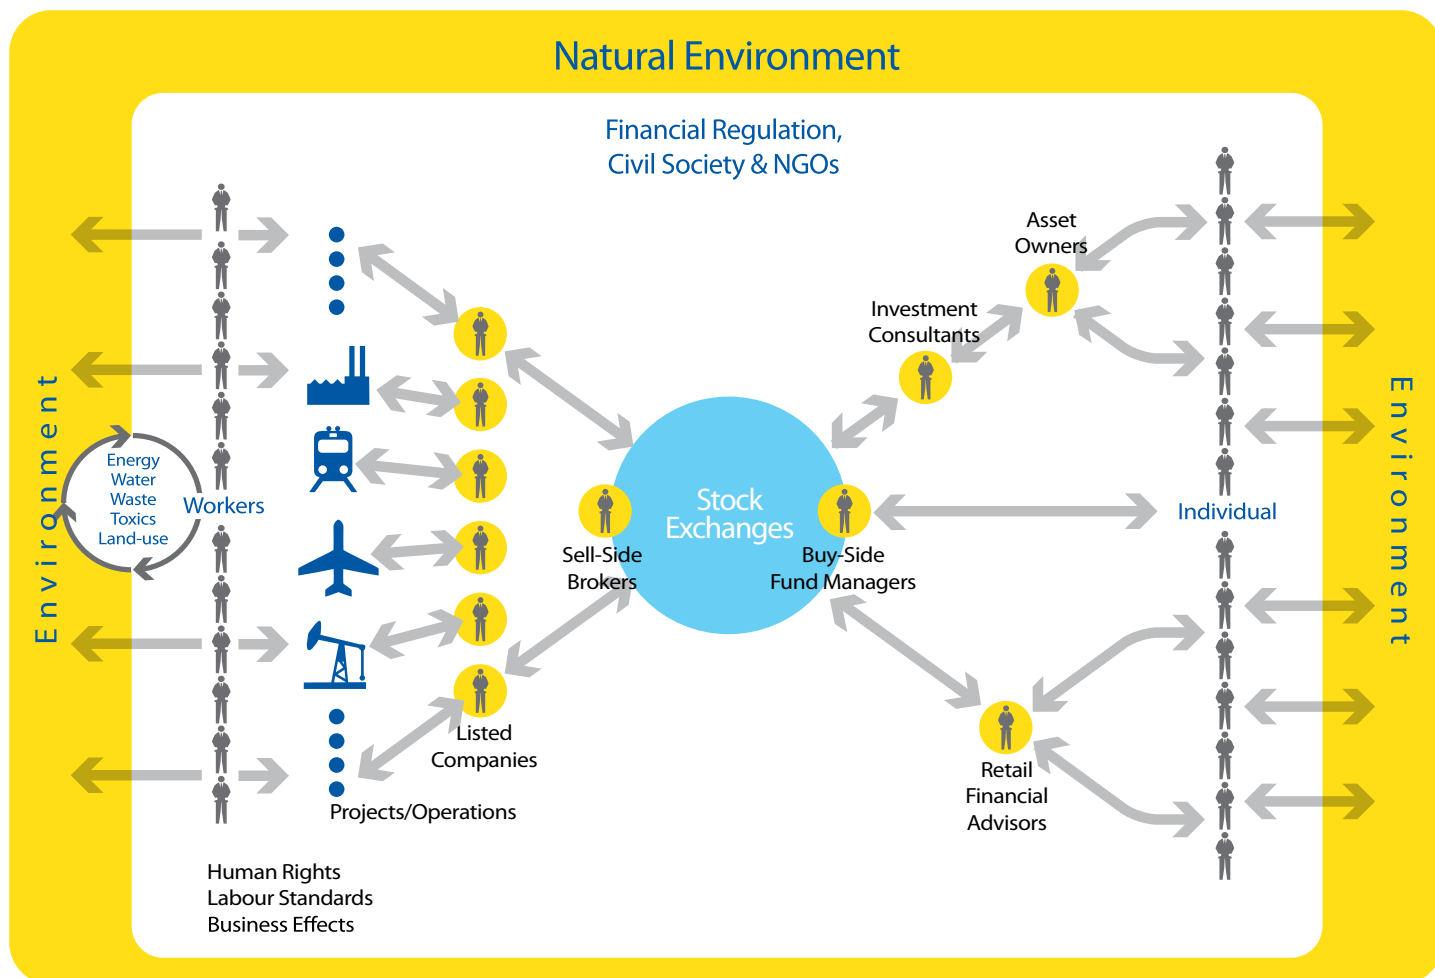 Natural Environment
Financial Regulation,
Civil Society & NGOs
Environment
Energy
Water
Waste
Toxics
Land-use
Workers
Human Rights
Labour Standards
Business Effects
Projects/Operations
Listed
Companies
Sell-Side
Brokers
Stock
Exchanges
Buy-Side
Fund Managers
Investment
Consultants
Asset
Owners
Retail
Financial
Advisors
Individual
Environment